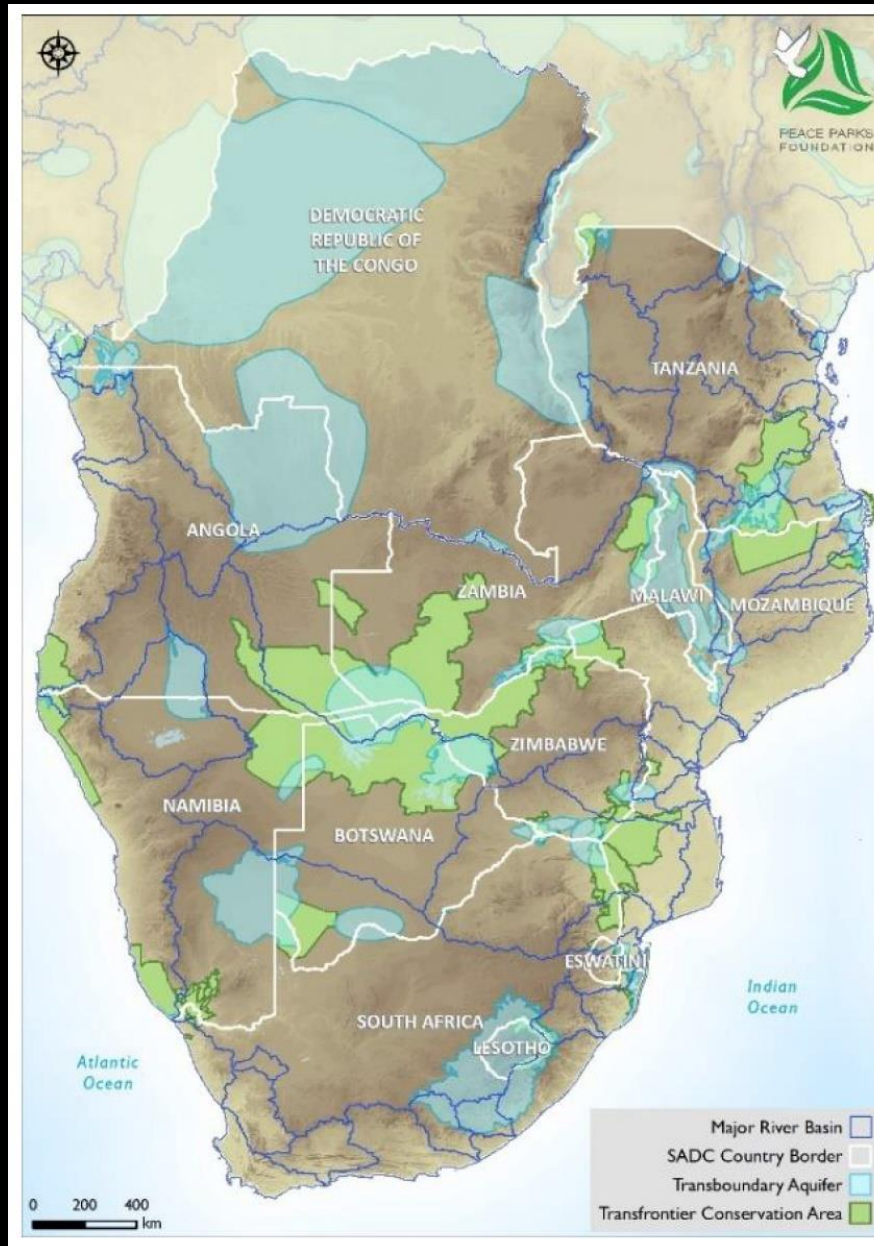 PEACE PARKS
FOUNDATION
DEMOCRATIC
REPUBLIC OF
THE CONGO
TANZANIA
ANGOLA
ZAMBIA
MALAWI
MOZAMBIQUE
ZIMBABWE
NAMIBIA
BOTSWANA
ESWATINI
Indian
Ocean
SOUTH AFRICA
LESOTHO
Atlantic
Ocean
Major River Basin
SADC Country Border
Transboundary Aquifer
Transfrontier Conservation Area
0 200 400
km